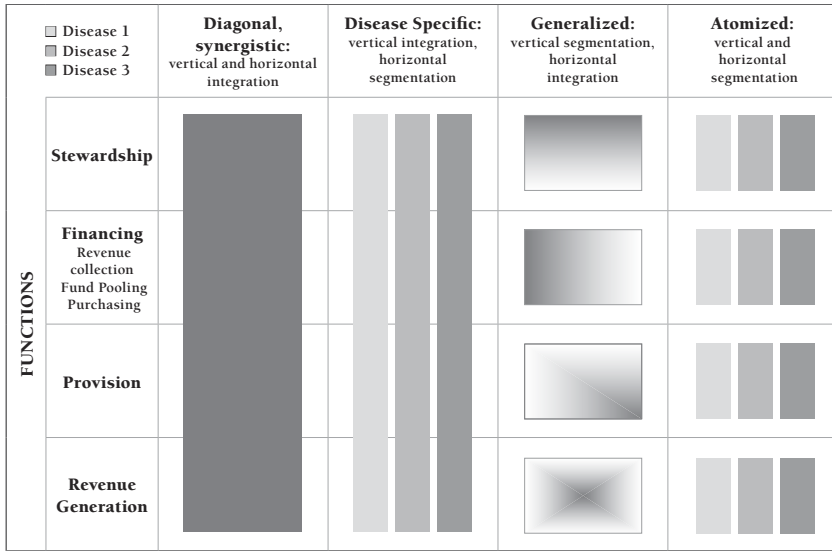 Disease 1
Disease 2
Disease 3
Diagonal,
synergistic:
vertical and horizontal
integration
Disease Specific:
vertical integration,
horizontal
segmentation
Generalized:
vertical segmentation,
horizontal
integration
Atomized:
vertical and
horizontal
segmentation
FUNCTIONS
Stewardship
Financing
Revenue
collection
Fund Pooling
Purchasing
Provision
Revenue
Generation